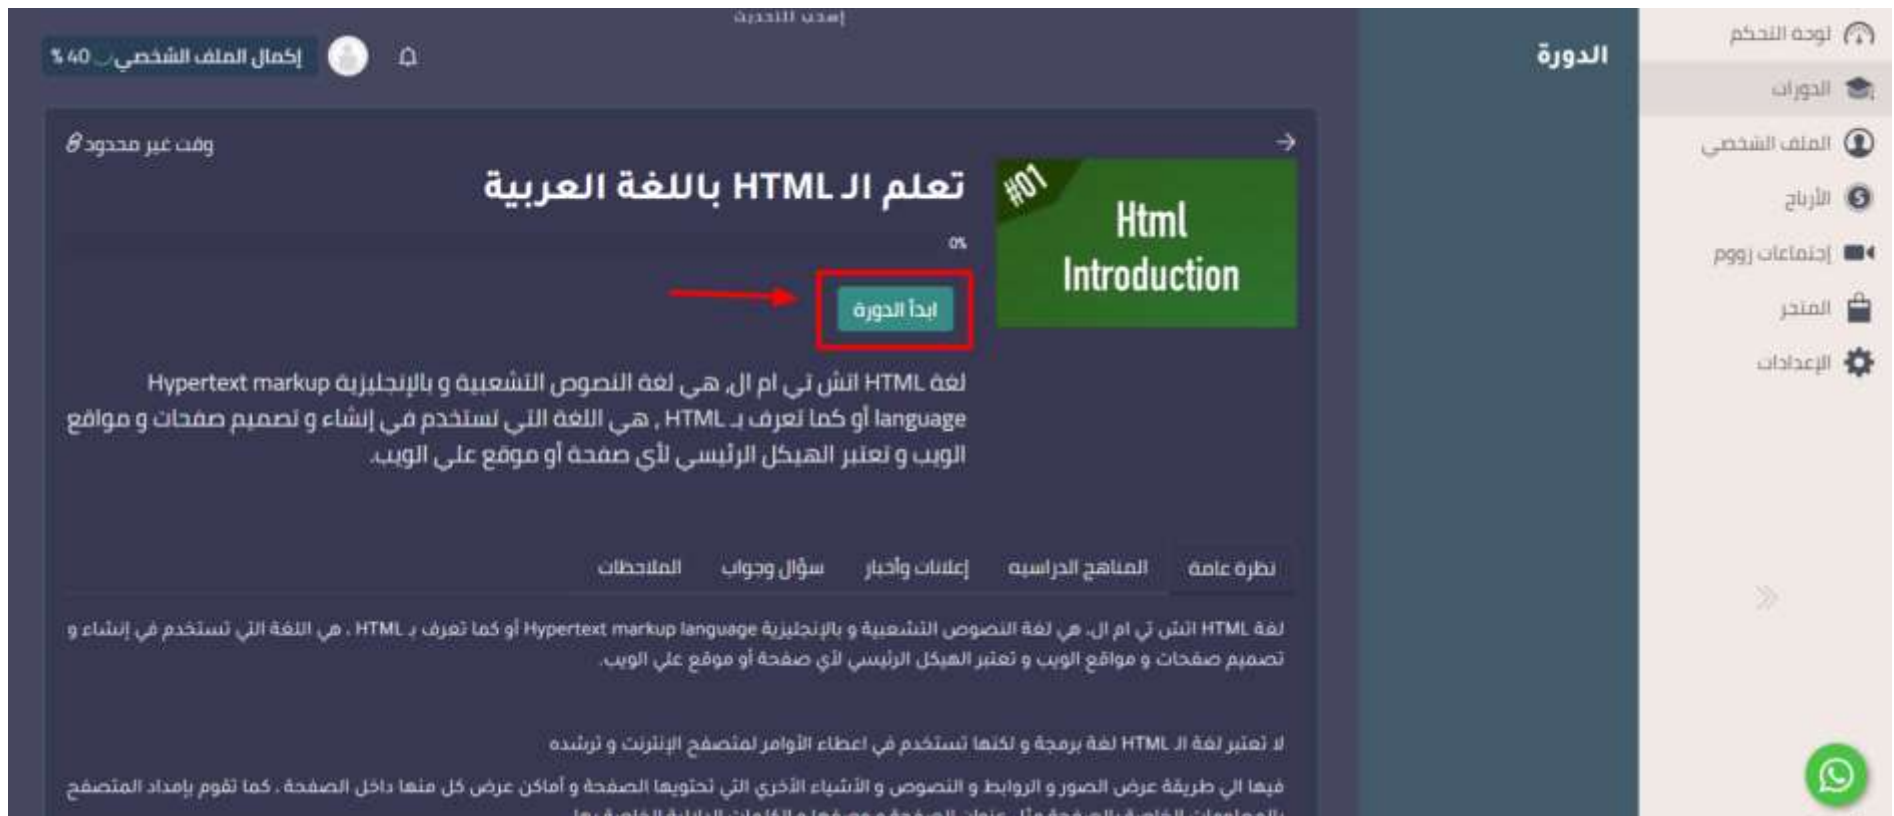 إسحب للتحديث
لوحة التحكم
الدورات
الملف الشخصي
الأرباح
إجتماعات زووم
المتجر
الإعدادات
الدورة
إكمال الملف الشخصي 40 %
وقت غير محدود
#01
Html
Introduction
تعلم الـ HTML باللغة العربية
0%
ابدأ الدورة
لغة HTML اتش تي ام ال, هي لغة النصوص التشعبية و بالإنجليزية Hypertext markup
language أو كما تعرف بـ HTML , هي اللغة التي تستخدم في إنشاء و تصميم صفحات و مواقع
الويب و تعتبر الهيكل الرئيسي لأي صفحة أو موقع علي الويب.
نظرة عامة
المناهج الدراسيه
إعلانات وأخبار
سؤال وجواب
الملاحظات
لغة HTML اتش تي ام ال, هي لغة النصوص التشعبية و بالإنجليزية Hypertext markup language أو كما تعرف بـ HTML , هي اللغة التي تستخدم في إنشاء و
تصميم صفحات و مواقع الويب و تعتبر الهيكل الرئيسي لأي صفحة أو موقع علي الويب.
لا تعتبر لغة الـ HTML لغة برمجة و لكنها تستخدم في اعطاء الأوامر لمتصفح الإنترنت و ترشده
فيها الي طريقة عرض الصور و الروابط و النصوص و الأشياء الأخري التي تحتويها الصفحة و أماكن عرض كل منها داخل الصفحة , كما تقوم بإمداد المتصفح